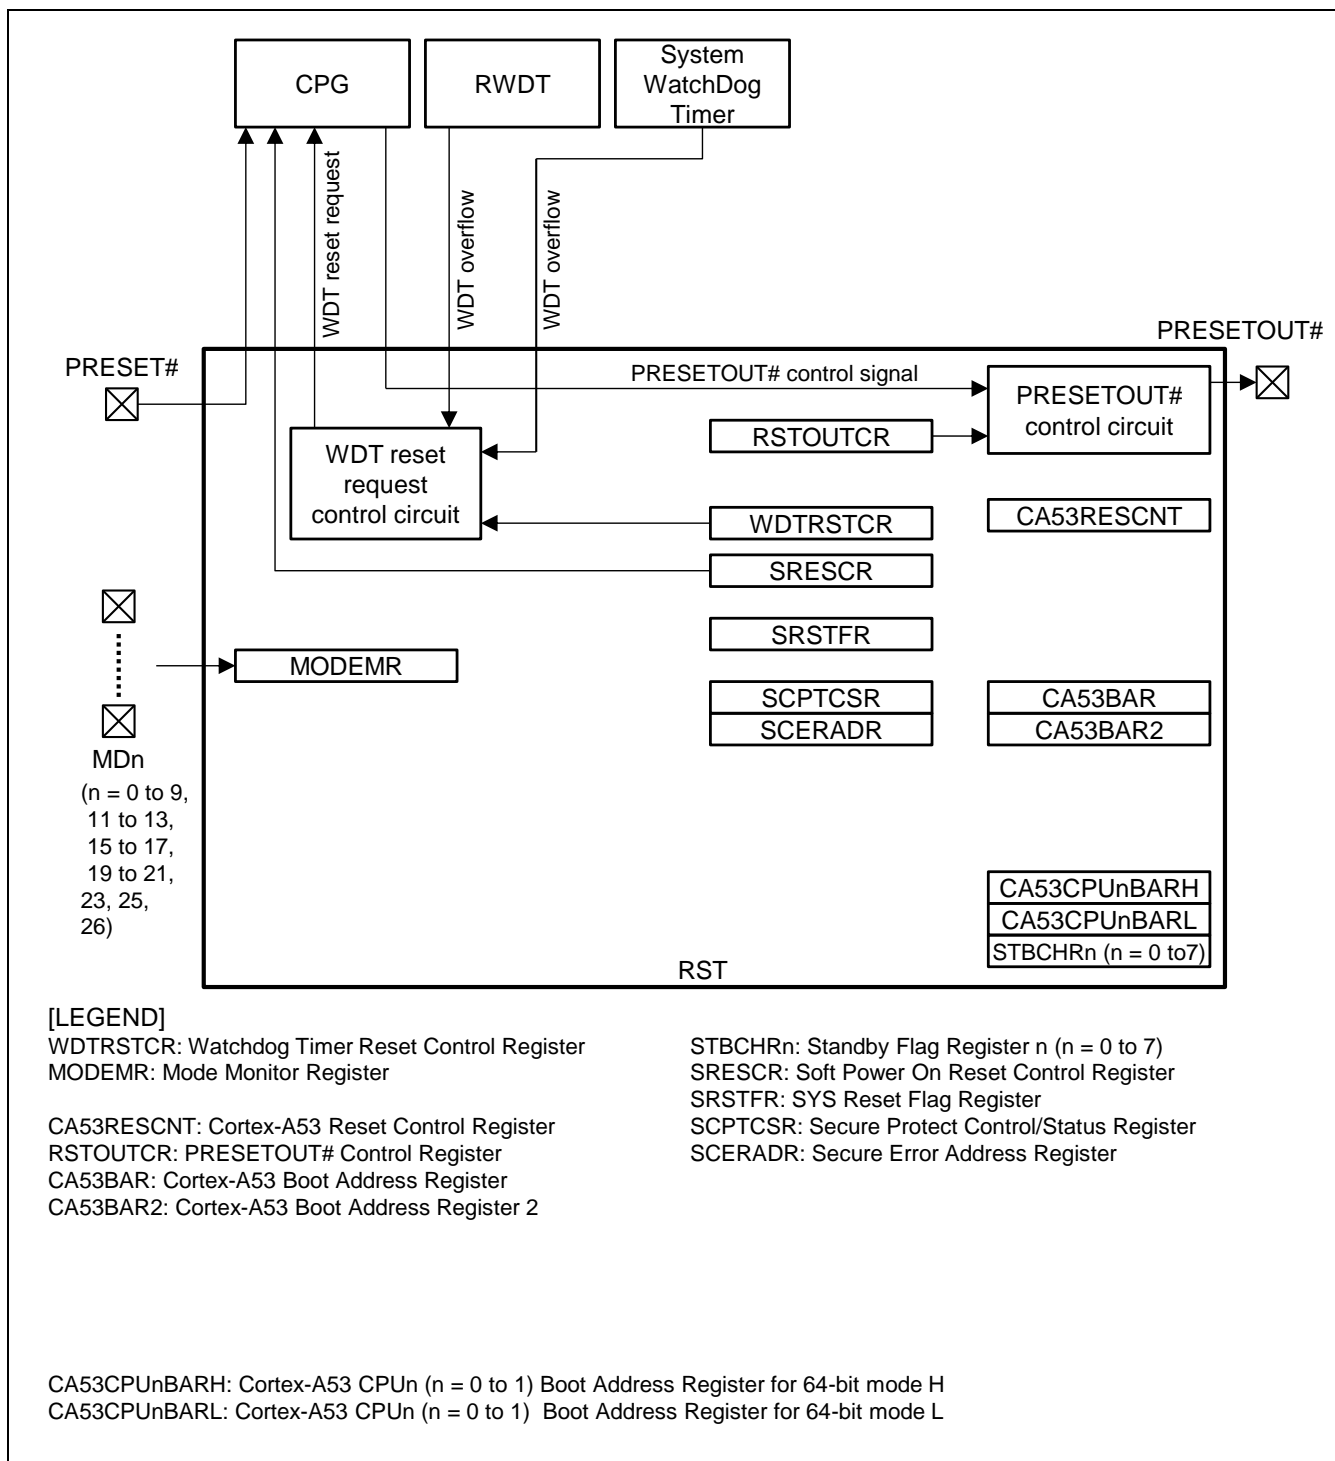 CPG
RWDT
System
WatchDog
Timer
WDT reset request
WDT overflow
WDT overflow
PRESETOUT#
PRESET#
PRESETOUT# control signal
PRESETOUT#
control circuit
RSTOUTCR
WDT reset
request
control circuit
WDTRSTCR
CA53RESCNT
SRESCR
SRSTFR
MODEMR
SCPTCSR
CA53BAR
SCERADR
CA53BAR2
MDn
(n = 0 to 9,
11 to 13,
15 to 17,
19 to 21,
23, 25,
26)
CA53CPUnBARH
CA53CPUnBARL
STBCHRn (n = 0 to7)
RST
[LEGEND]
WDTRSTCR: Watchdog Timer Reset Control Register
MODEMR: Mode Monitor Register
CA53RESCNT: Cortex-A53 Reset Control Register
RSTOUTCR: PRESETOUT# Control Register
CA53BAR: Cortex-A53 Boot Address Register
CA53BAR2: Cortex-A53 Boot Address Register 2
STBCHRn: Standby Flag Register n (n = 0 to 7)
SRESCR: Soft Power On Reset Control Register
SRSTFR: SYS Reset Flag Register
SCPTCSR: Secure Protect Control/Status Register
SCERADR: Secure Error Address Register
CA53CPUnBARH: Cortex-A53 CPUn (n = 0 to 1) Boot Address Register for 64-bit mode H
CA53CPUnBARL: Cortex-A53 CPUn (n = 0 to 1) Boot Address Register for 64-bit mode L